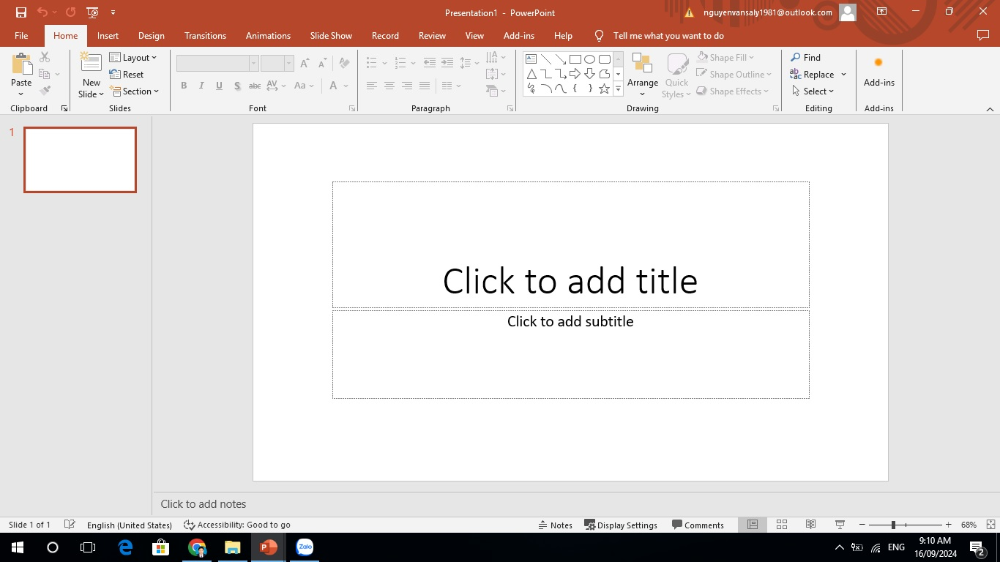 Presentation1 - PowerPoint
nguyenvansaly1981@outlook.com
File Home Insert Design Transitions Animations Slide Show Record Review View Add-ins Help Tell me what you want to do
Paste
Clipboard
New Slide
Layout
Reset
Section
Slides
B I U S abc AV Aa A
Font
Paragraph
Arrange
Quick Styles
Shape Fill
Shape Outline
Shape Effects
Drawing
Find
Replace
Select
Editing
Add-ins
Add-ins
1
Click to add title
Click to add subtitle
Click to add notes
Slide 1 of 1 English (United States) Accessibility: Good to go Notes Display Settings Comments 68%
Zalo
ENG
9:10 AM
16/09/2024
2